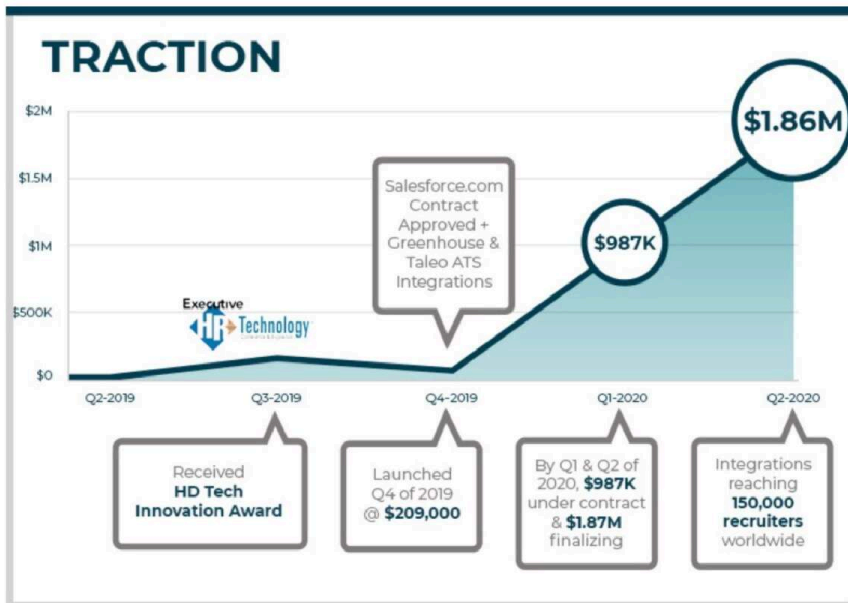 TRACTION
$2M
$1.5M
$1M
$500K
$0
$1.86M
$987K
Salesforce.com
Contract
Approved +
Greenhouse &
Taleo ATS
Integrations
Executive
HR Technology
Q2-2019
Q3-2019
Q4-2019
Q1-2020
Q2-2020
Received
HD Tech
Innovation Award
Launched
Q4 of 2019
@ $209,000
By Q1 & Q2 of
2020, $987K
under contract
& $1.87M
finalizing
Integrations
reaching
150,000
recruiters
worldwide